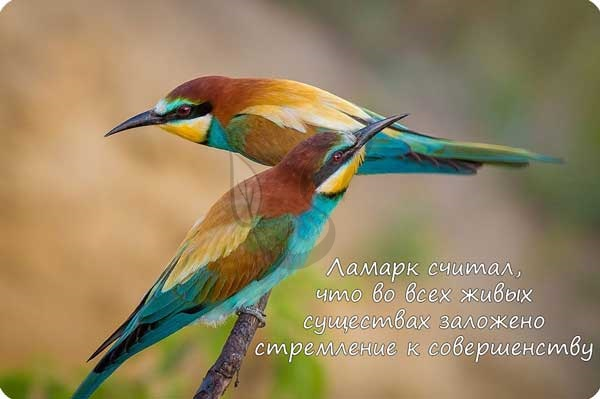 Ламарк считал,
что во всех живых
существах заложено
стремление к совершенству